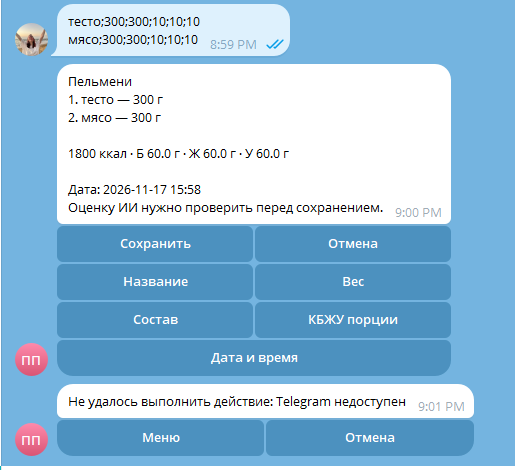 тесто;300;300;10;10;10
мясо;300;300;10;10;10
8:59 PM
Пельмени
1. тесто — 300 г
2. мясо — 300 г
1800 ккал · Б 60.0 г · Ж 60.0 г · У 60.0 г
Дата: 2026-11-17 15:58
Оценку ИИ нужно проверить перед сохранением.
9:00 PM
Сохранить
Отмена
Название
Вес
Состав
КБЖУ порции
ПП
Дата и время
Не удалось выполнить действие: Telegram недоступен
9:01 PM
ПП
Меню
Отмена